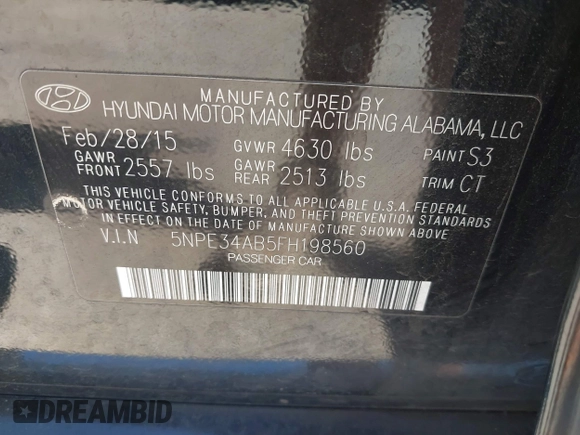 MANUFACTURED BY
HYUNDAI MOTOR MANUFACTURING ALABAMA, LLC
Feb/28/15 GVWR 4630 lbs PAINT S3
GAWR FRONT 2557 lbs GAWR REAR 2513 lbs TRIM CT
THIS VEHICLE CONFORMS TO ALL APPLICABLE U.S.A. FEDERAL
MOTOR VEHICLE SAFETY, BUMPER, AND THEFT PREVENTION STANDARDS
IN EFFECT ON THE DATE OF MANUFACTURE SHOWN ABOVE.
V.I.N 5NPE34AB5FH198560
PASSENGER CAR
DREAMBID